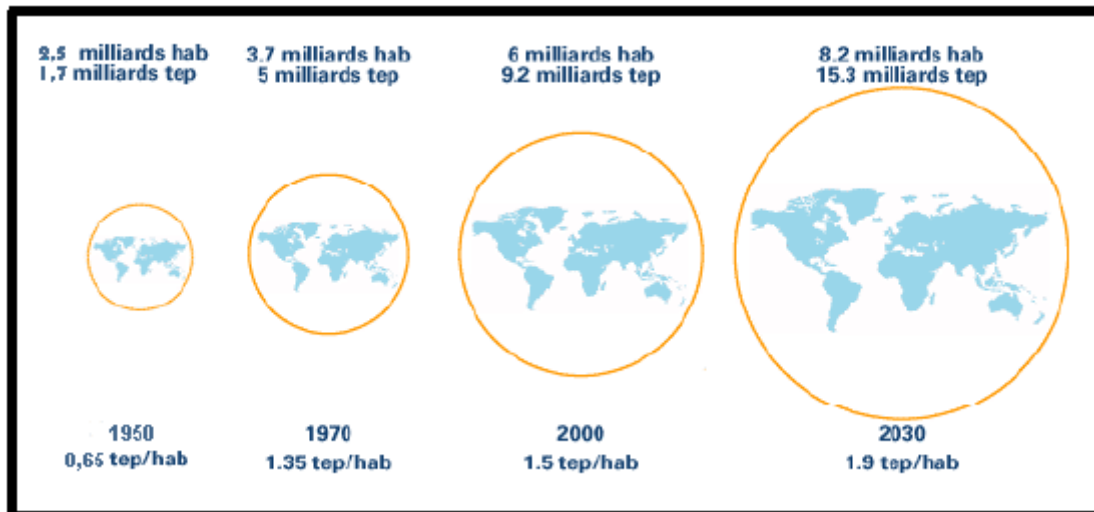 2,5 milliards hab
1,7 milliards tep
3.7 milliards hab
5 milliards tep
6 milliards hab
9.2 milliards tep
8.2 milliards hab
15.3 milliards tep
1950
0,65 tep/hab
1970
1.35 tep/hab
2000
1.5 tep/hab
2030
1.9 tep/hab